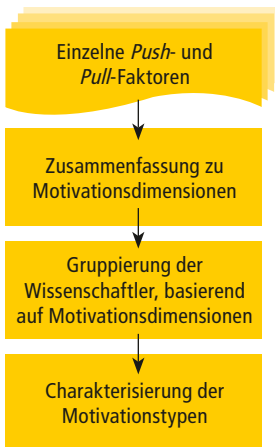 Einzelne Push- und
Pull-Faktoren
Zusammenfassung zu
Motivationsdimensionen
Gruppierung der
Wissenschaftler, basierend
auf Motivationsdimensionen
Charakterisierung der
Motivationstypen